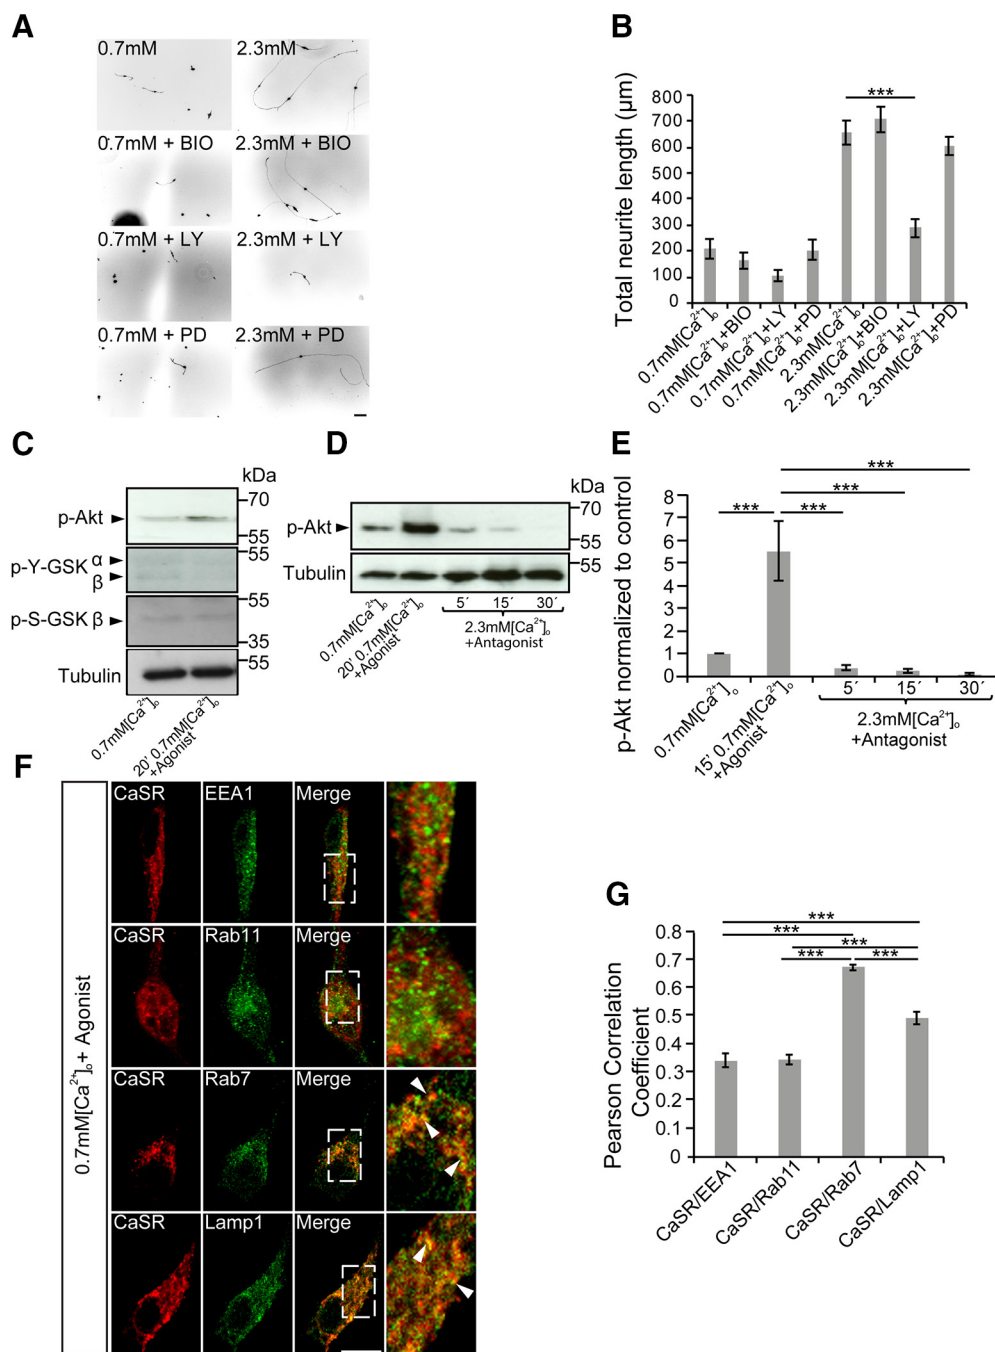 A
0.7mM
2.3mM
0.7mM + BIO
2.3mM + BIO
0.7mM + LY
2.3mM + LY
0.7mM + PD
2.3mM + PD
B
Total neurite length (µm)
800
700
600
500
400
300
200
100
0
***
0.7mM[Ca²⁺]ₒ
0.7mM[Ca²⁺]ₒ+BIO
0.7mM[Ca²⁺]ₒ+LY
0.7mM[Ca²⁺]ₒ+PD
2.3mM[Ca²⁺]ₒ
2.3mM[Ca²⁺]ₒ+BIO
2.3mM[Ca²⁺]ₒ+LY
2.3mM[Ca²⁺]ₒ+PD
C
kDa
p-Akt
70
55
p-Y-GSK α
β
55
p-S-GSK β
55
35
Tubulin
55
0.7mM[Ca²⁺]ₒ
20' 0.7mM[Ca²⁺]ₒ
+Agonist
D
kDa
p-Akt
70
55
Tubulin
55
0.7mM[Ca²⁺]ₒ
20' 0.7mM[Ca²⁺]ₒ
+Agonist
5´ 15´ 30´
2.3mM[Ca²⁺]ₒ
+Antagonist
E
p-Akt normalized to control
8
7
6
5
4
3
2
1
0
***
***
*** ***
0.7mM[Ca²⁺]ₒ
15' 0.7mM[Ca²⁺]ₒ
+Agonist
5´ 15´ 30´
2.3mM[Ca²⁺]ₒ
+Antagonist
F
0.7mM[Ca²⁺]ₒ+ Agonist
CaSR EEA1 Merge
CaSR Rab11 Merge
CaSR Rab7 Merge
CaSR Lamp1 Merge
G
Pearson Correlation
Coefficient
0.8
0.7
0.6
0.5
0.4
0.3
0.2
0.1
0
***
***
***
*** ***
CaSR/EEA1
CaSR/Rab11
CaSR/Rab7
CaSR/Lamp1